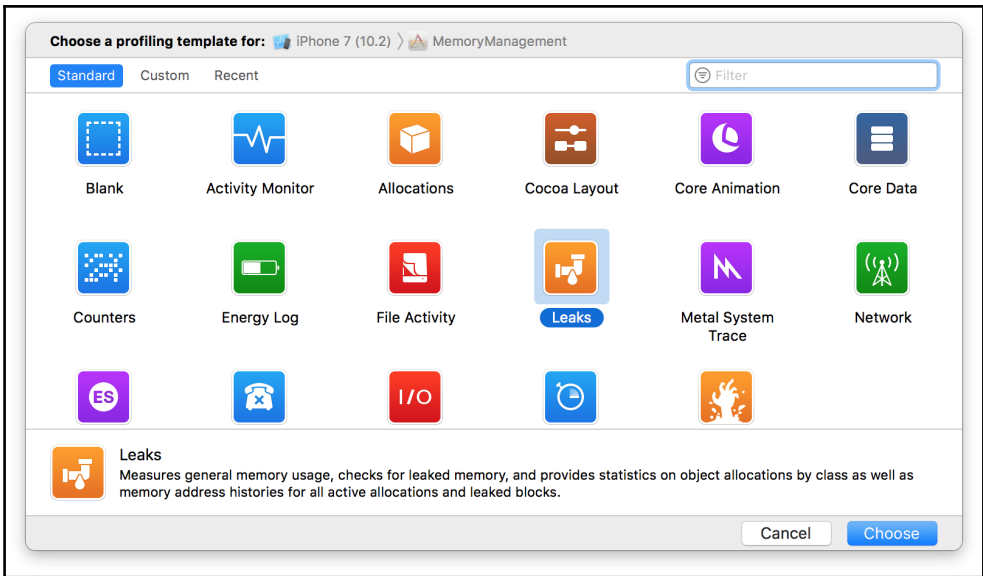 Choose a profiling template for: iPhone 7 (10.2) 〉 MemoryManagement
Standard Custom Recent Filter
Blank Activity Monitor Allocations Cocoa Layout Core Animation Core Data
Counters Energy Log File Activity Leaks Metal System Trace Network
ES I/O
Leaks
Measures general memory usage, checks for leaked memory, and provides statistics on object allocations by class as well as
memory address histories for all active allocations and leaked blocks.
Cancel Choose